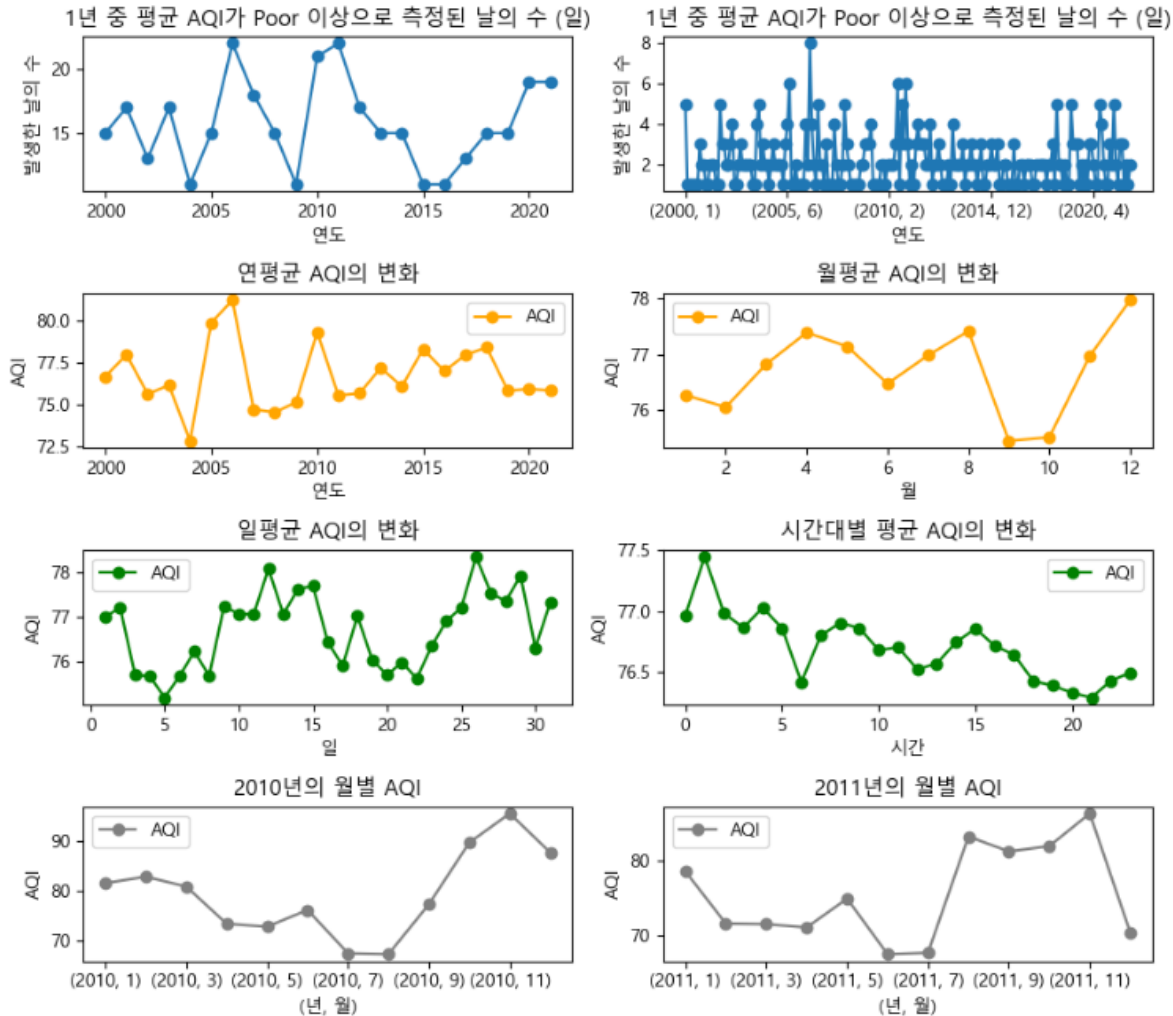 1년 중 평균 AQI가 Poor 이상으로 측정된 날의 수 (일)
발생한 날의 수
20
15
2000 2005 2010 2015 2020
연도
1년 중 평균 AQI가 Poor 이상으로 측정된 날의 수 (일)
발생한 날의 수
8
6
4
2
(2000, 1) (2005, 6) (2010, 2) (2014, 12) (2020, 4)
연도
연평균 AQI의 변화
AQI
AQI
80.0
77.5
75.0
72.5
2000 2005 2010 2015 2020
연도
월평균 AQI의 변화
AQI
AQI
78
77
76
2 4 6 8 10 12
월
일평균 AQI의 변화
AQI
AQI
78
77
76
0 5 10 15 20 25 30
일
시간대별 평균 AQI의 변화
AQI
AQI
77.5
77.0
76.5
0 5 10 15 20
시간
2010년의 월별 AQI
AQI
AQI
90
80
70
(2010, 1) (2010, 3) (2010, 5) (2010, 7) (2010, 9) (2010, 11)
(년, 월)
2011년의 월별 AQI
AQI
AQI
80
70
(2011, 1) (2011, 3) (2011, 5) (2011, 7) (2011, 9) (2011, 11)
(년, 월)